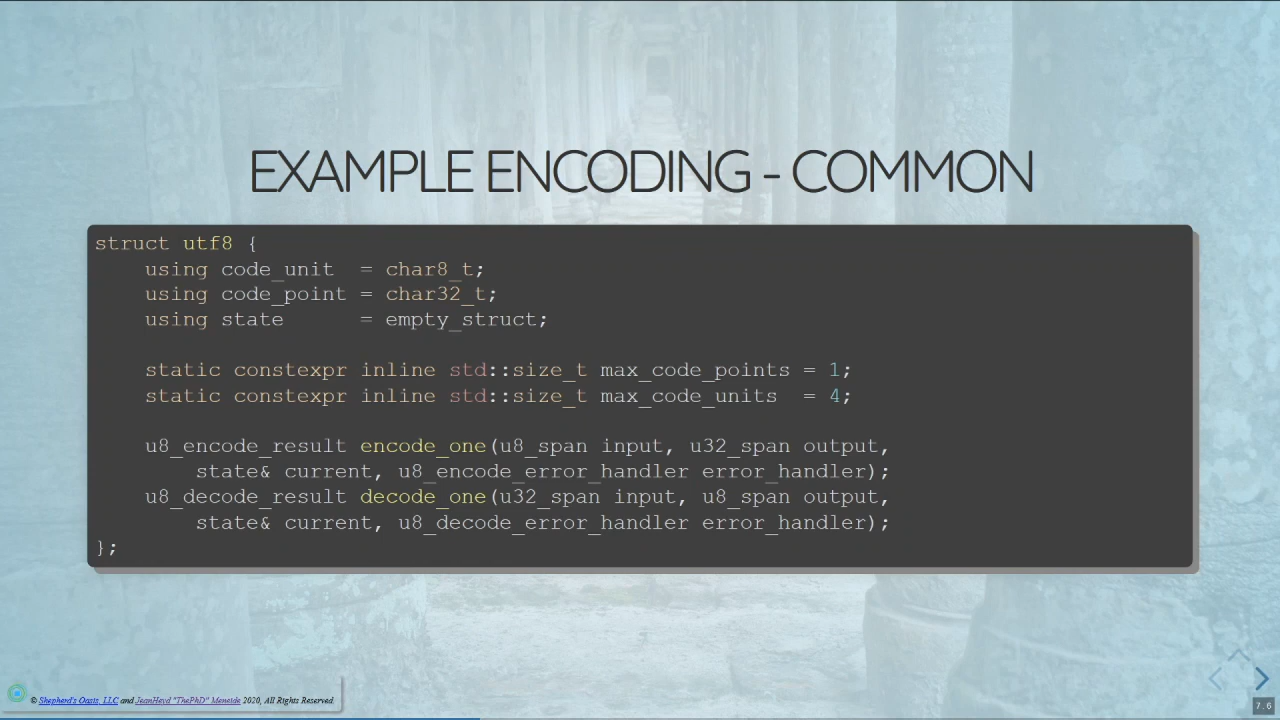 EXAMPLE ENCODING - COMMON
struct utf8 {
    using code_unit  = char8_t;
    using code_point = char32_t;
    using state      = empty_struct;

    static constexpr inline std::size_t max_code_points = 1;
    static constexpr inline std::size_t max_code_units  = 4;

    u8_encode_result encode_one(u8_span input, u32_span output,
        state& current, u8_encode_error_handler error_handler);
    u8_decode_result decode_one(u32_span input, u8_span output,
        state& current, u8_decode_error_handler error_handler);
};
© Shepherd's Oasis, LLC and JeanHeyd "ThePhD" Meneide 2020, All Rights Reserved
7.6